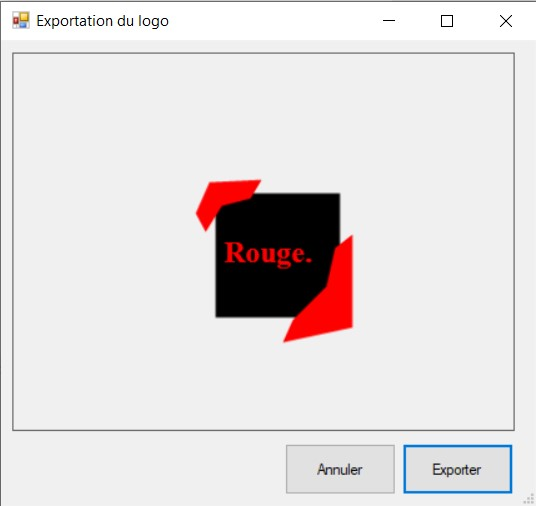 Exportation du logo
Rouge.
Annuler
Exporter